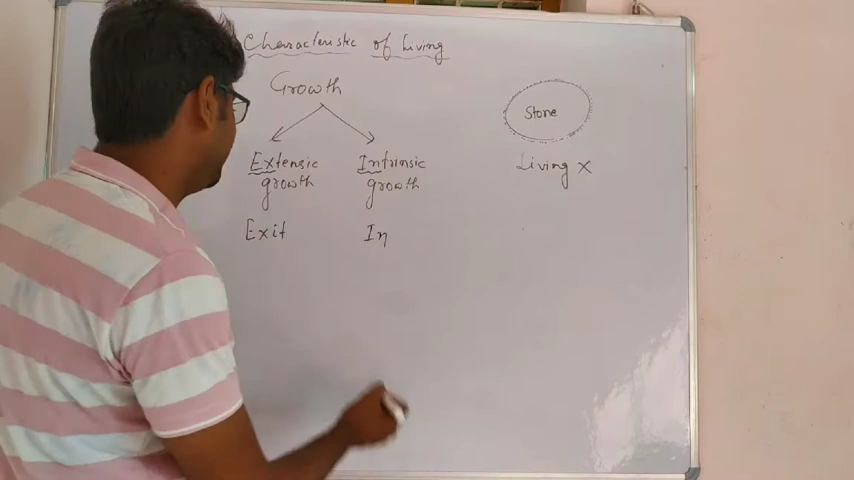 Characteristic of Living
Growth
Extensic growth
Intrinsic growth
Exit
In
Stone
Living x